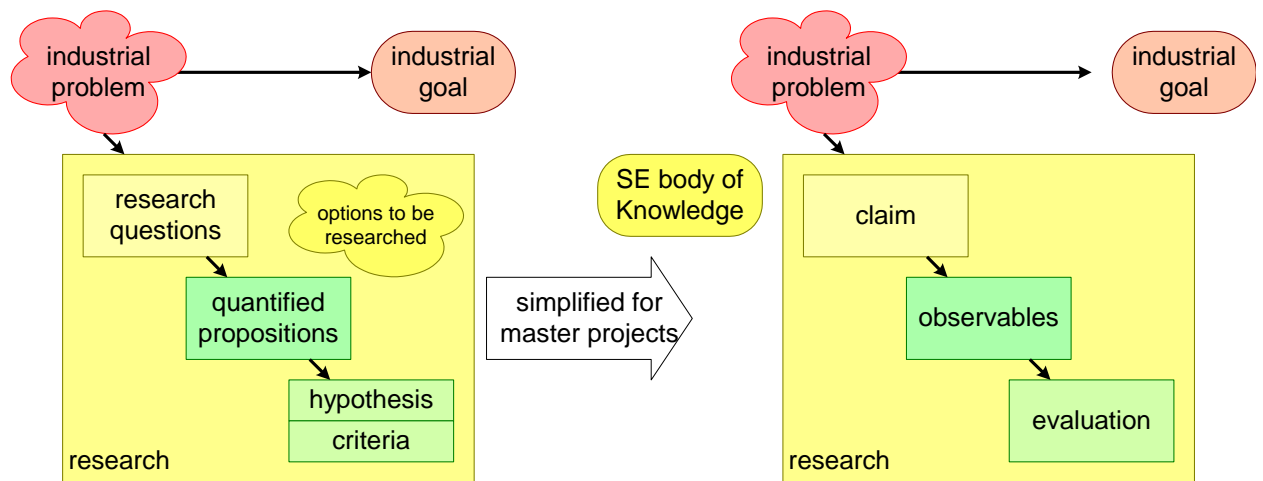 industrial
problem
industrial
goal
research
questions
options to be
researched
quantified
propositions
hypothesis
criteria
research
SE body of
Knowledge
simplified for
master projects
industrial
problem
industrial
goal
claim
observables
evaluation
research